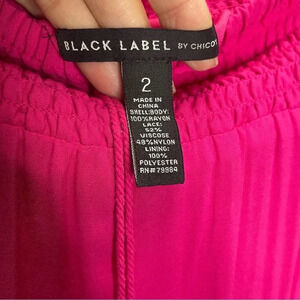 BLACK LABEL BY CHICO'S
2
MADE IN
CHINA
SHELL:BODY:
100%RAYON
LACE:
52%
VISCOSE
48%NYLON
LINING:
100%
POLYESTER
RN#79984